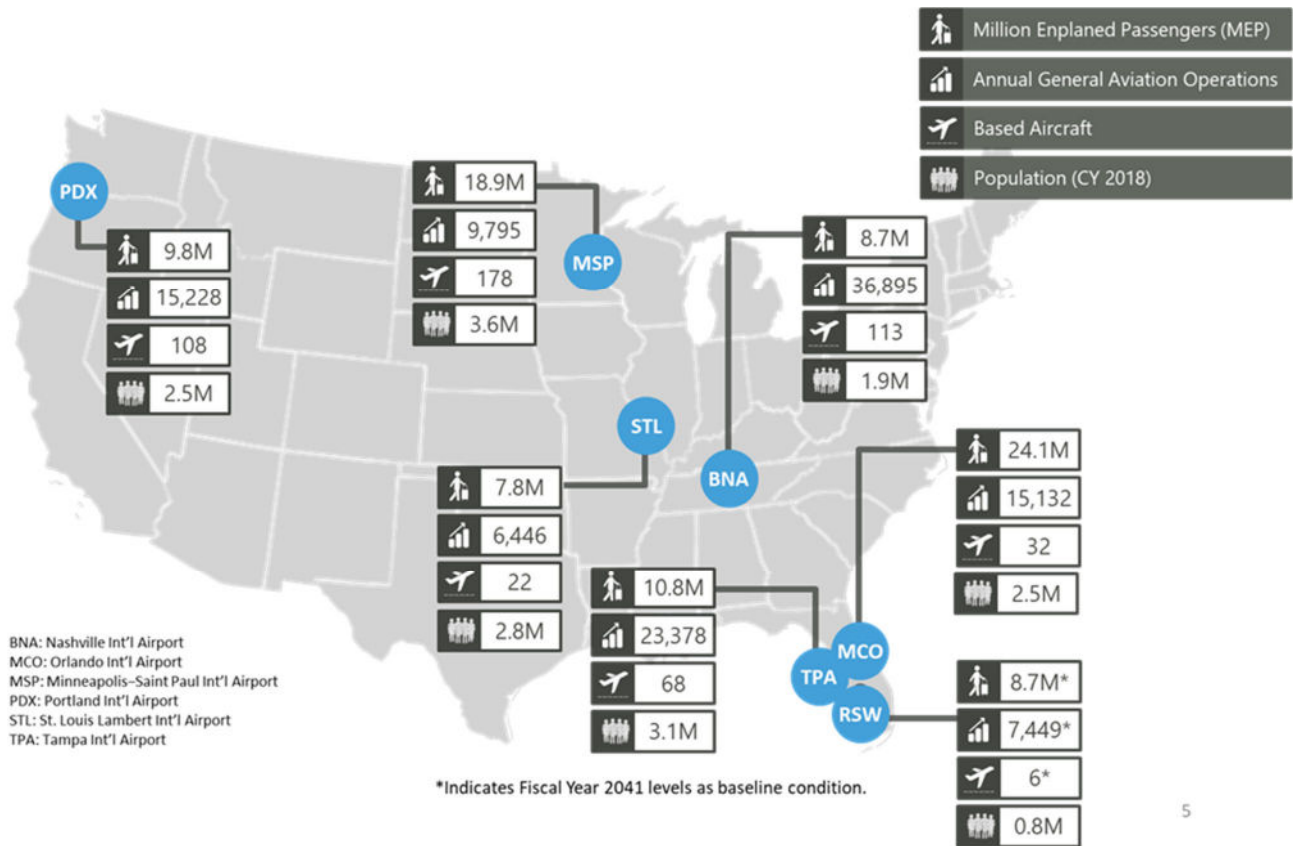 Million Enplaned Passengers (MEP)
Annual General Aviation Operations
Based Aircraft
Population (CY 2018)
PDX
9.8M
15,228
108
2.5M
18.9M
9,795
178
3.6M
MSP
8.7M
36,895
113
1.9M
BNA
STL
7.8M
6,446
22
2.8M
10.8M
23,378
68
3.1M
TPA
MCO
24.1M
15,132
32
2.5M
RSW
8.7M*
7,449*
6*
0.8M
BNA: Nashville Int'l Airport
MCO: Orlando Int'l Airport
MSP: Minneapolis–Saint Paul Int'l Airport
PDX: Portland Int'l Airport
STL: St. Louis Lambert Int'l Airport
TPA: Tampa Int'l Airport
*Indicates Fiscal Year 2041 levels as baseline condition.
5